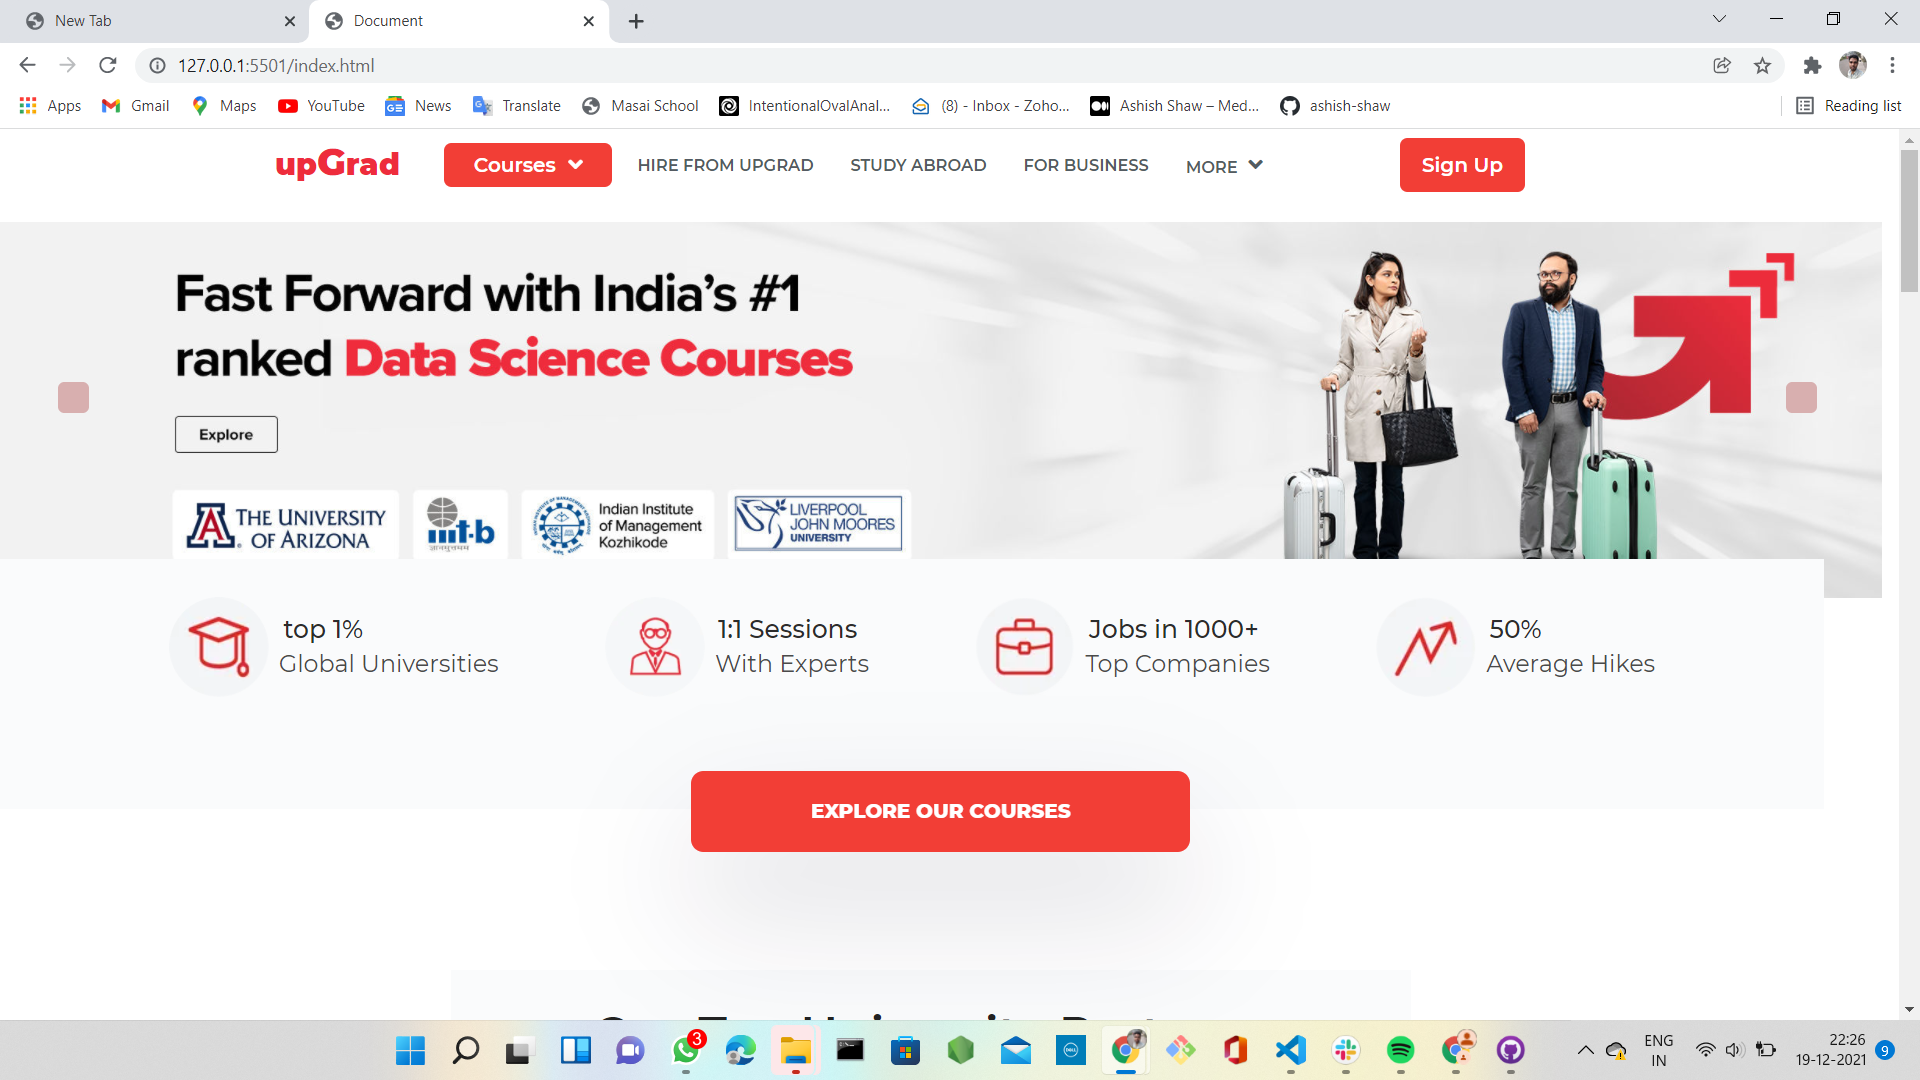 New Tab
Document
127.0.0.1:5501/index.html
Apps
Gmail
Maps
YouTube
News
Translate
Masai School
IntentionalOvalAnal...
(8) - Inbox - Zoho...
Ashish Shaw – Med...
ashish-shaw
Reading list
upGrad
Courses
HIRE FROM UPGRAD
STUDY ABROAD
FOR BUSINESS
MORE
Sign Up
Fast Forward with India's #1
ranked Data Science Courses
Explore
THE UNIVERSITY
OF ARIZONA
iiit-b
Indian Institute
of Management
Kozhikode
LIVERPOOL
JOHN MOORES
UNIVERSITY
top 1%
Global Universities
1:1 Sessions
With Experts
Jobs in 1000+
Top Companies
50%
Average Hikes
EXPLORE OUR COURSES
3
ENG
IN
22:26
19-12-2021
9